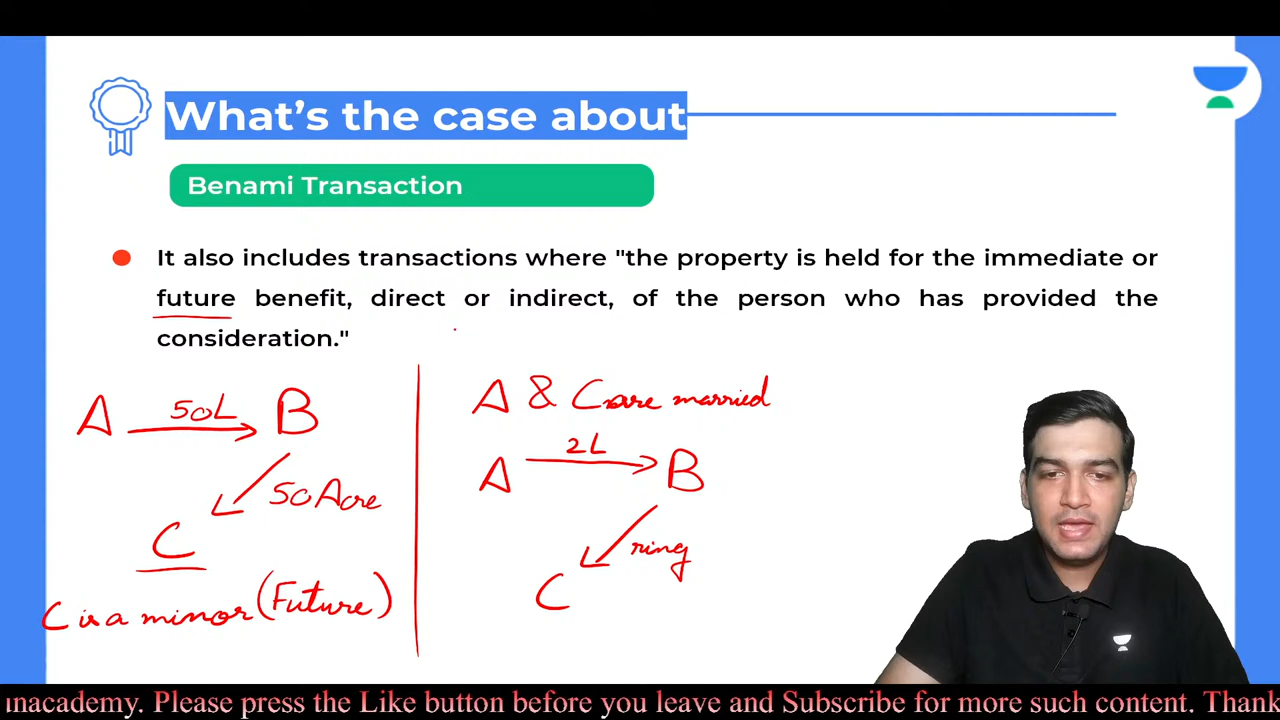 What's the case about
Benami Transaction
It also includes transactions where "the property is held for the immediate or
future benefit, direct or indirect, of the person who has provided the
consideration."
A 50L B
50 Acre
C
C is a minor (Future)
A & C are married
A 2L B
ring
C
unacademy. Please press the Like button before you leave and Subscribe for more such content. Thank